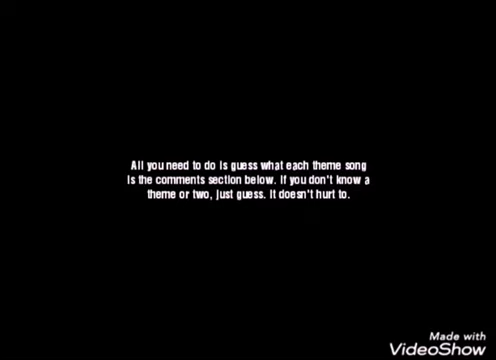 All you need to do is guess what each theme song
is the comments section below. If you don't know a
theme or two, just guess. It doesn't hurt to.
Made with
VideoShow